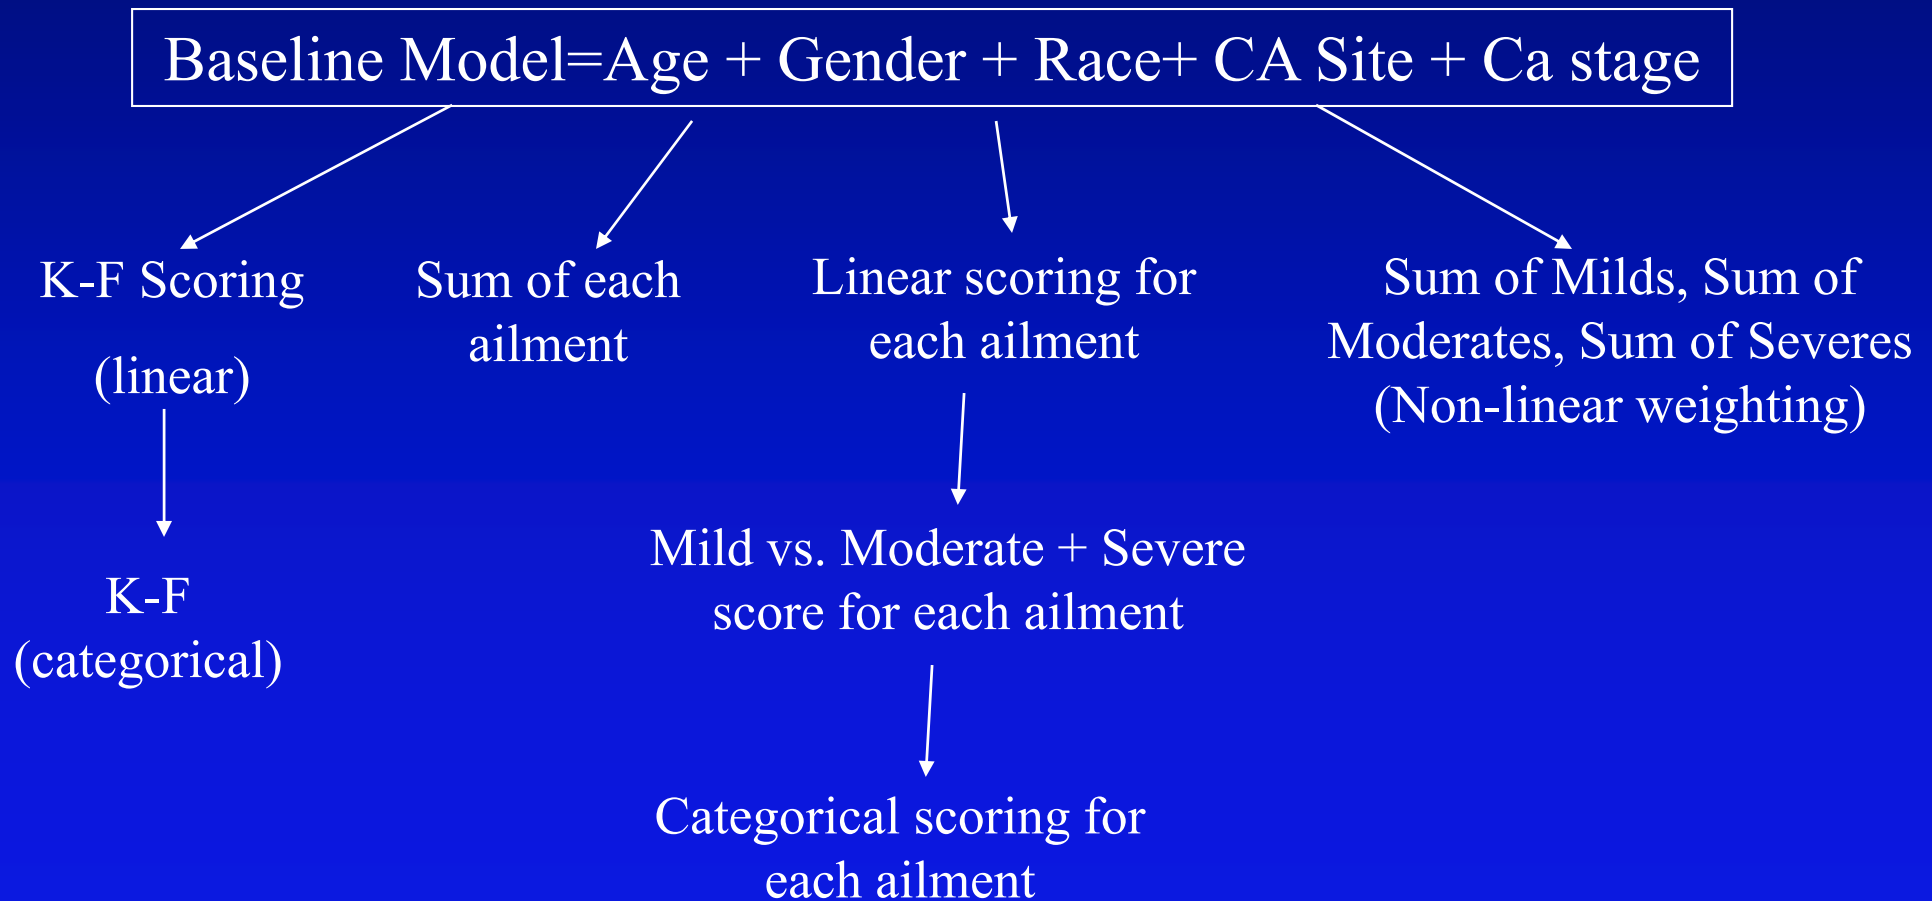 Baseline Model=Age + Gender + Race+ CA Site + Ca stage
K-F Scoring
(linear)
K-F
(categorical)
Sum of each
ailment
Linear scoring for
each ailment
Mild vs. Moderate + Severe
score for each ailment
Categorical scoring for
each ailment
Sum of Milds, Sum of
Moderates, Sum of Severes
(Non-linear weighting)